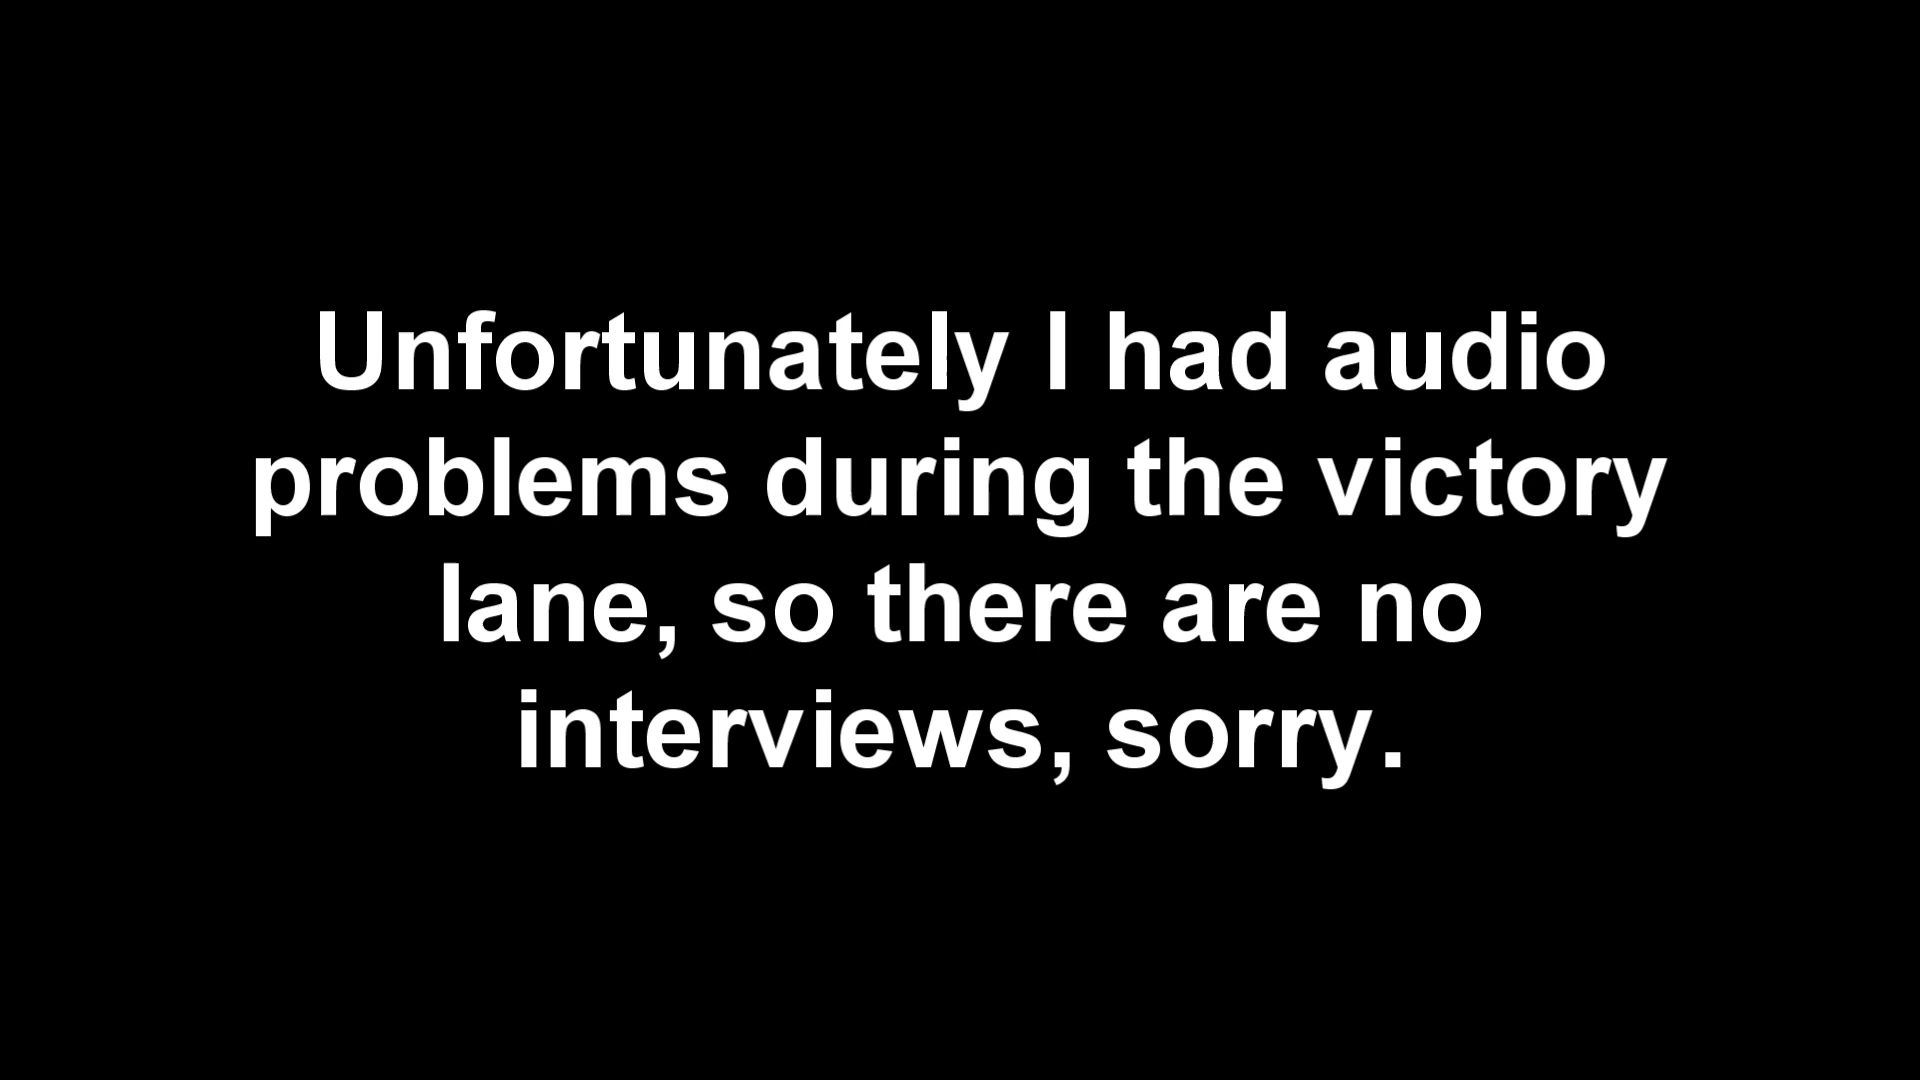 Unfortunately I had audio
problems during the victory
lane, so there are no
interviews, sorry.